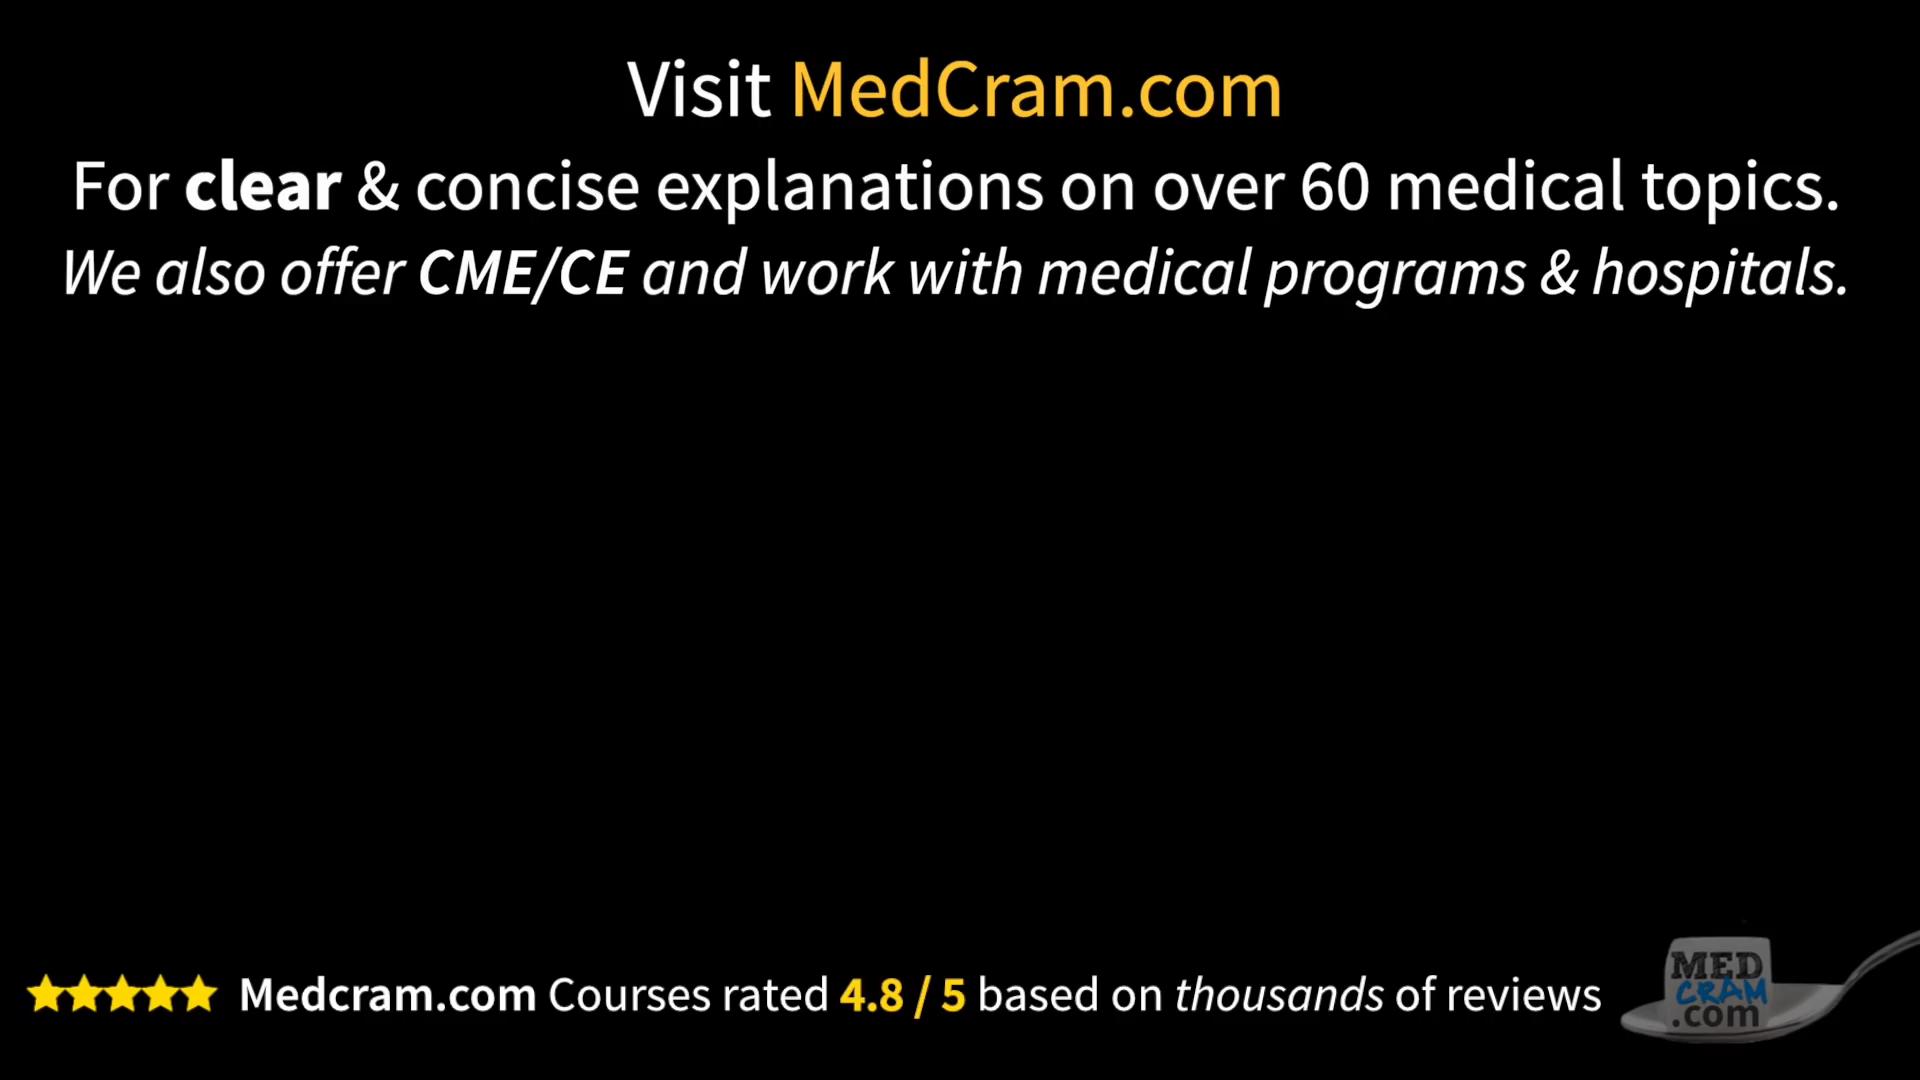 Visit MedCram.com
For clear & concise explanations on over 60 medical topics.
We also offer CME/CE and work with medical programs & hospitals.
Medcram.com Courses rated 4.8 / 5 based on thousands of reviews
MED
CRAM
.com